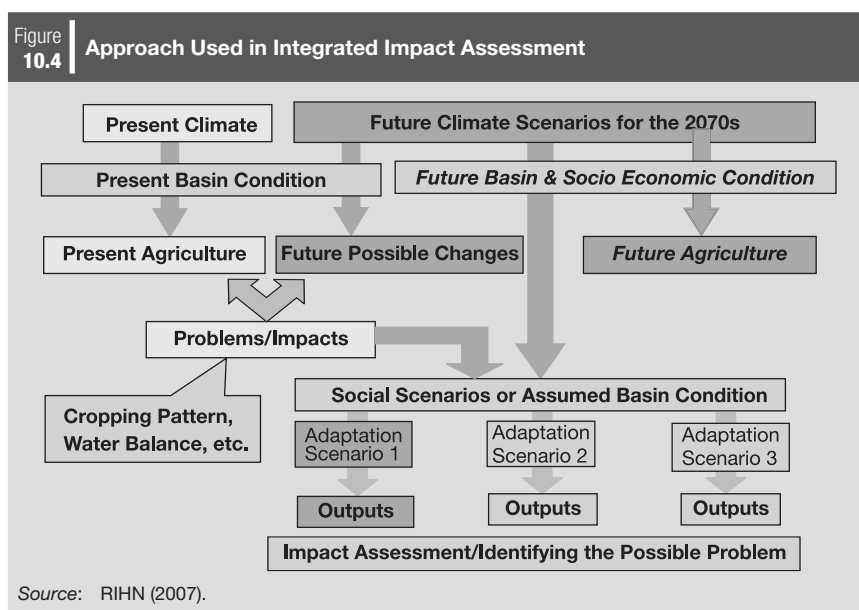 Figure
10.4
Approach Used in Integrated Impact Assessment
Present Climate
Future Climate Scenarios for the 2070s
Present Basin Condition
Future Basin & Socio Economic Condition
Present Agriculture
Future Possible Changes
Future Agriculture
Problems/Impacts
Social Scenarios or Assumed Basin Condition
Cropping Pattern,
Water Balance, etc.
Adaptation
Scenario 1
Adaptation
Scenario 2
Adaptation
Scenario 3
Outputs
Outputs
Outputs
Impact Assessment/Identifying the Possible Problem
Source: RIHN (2007).